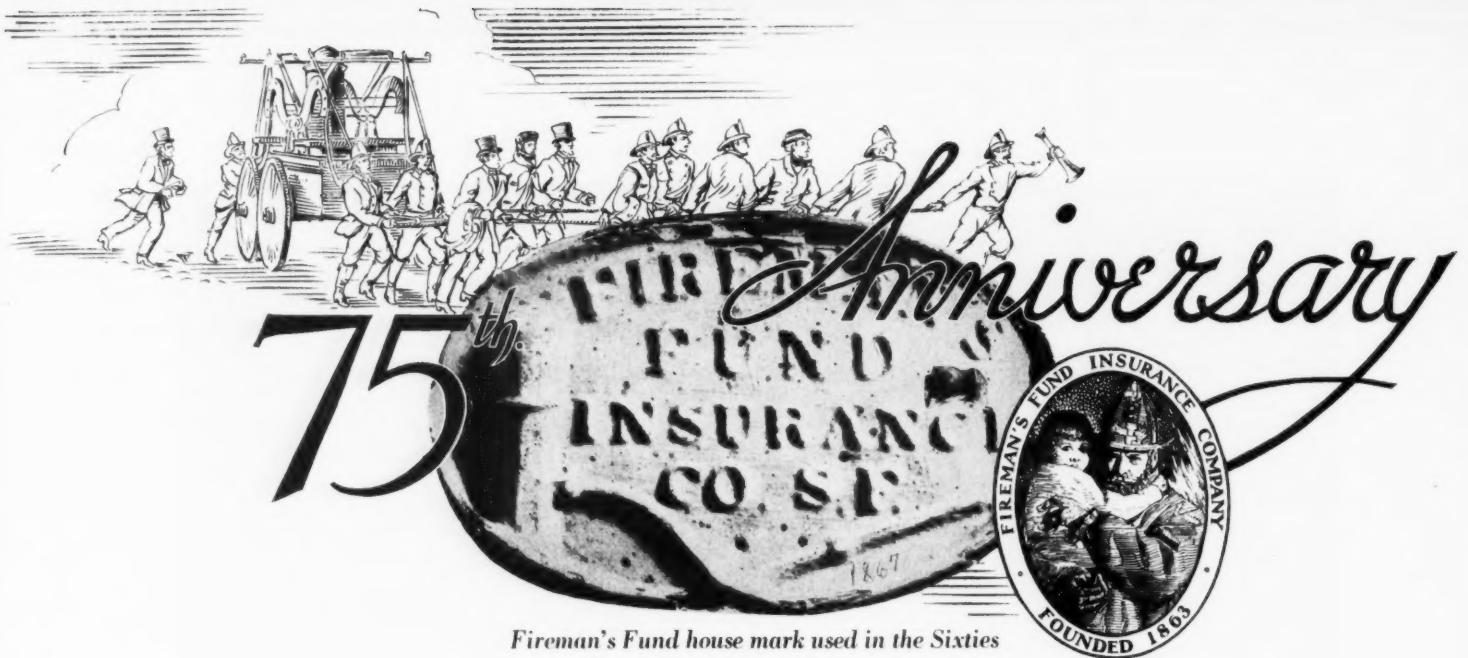 75th. Anniversary
FIREMAN'S
FUND
INSURANCE
CO. S.F.
1867
FIREMAN'S FUND INSURANCE COMPANY
FOUNDED 1863
Fireman's Fund house mark used in the Sixties